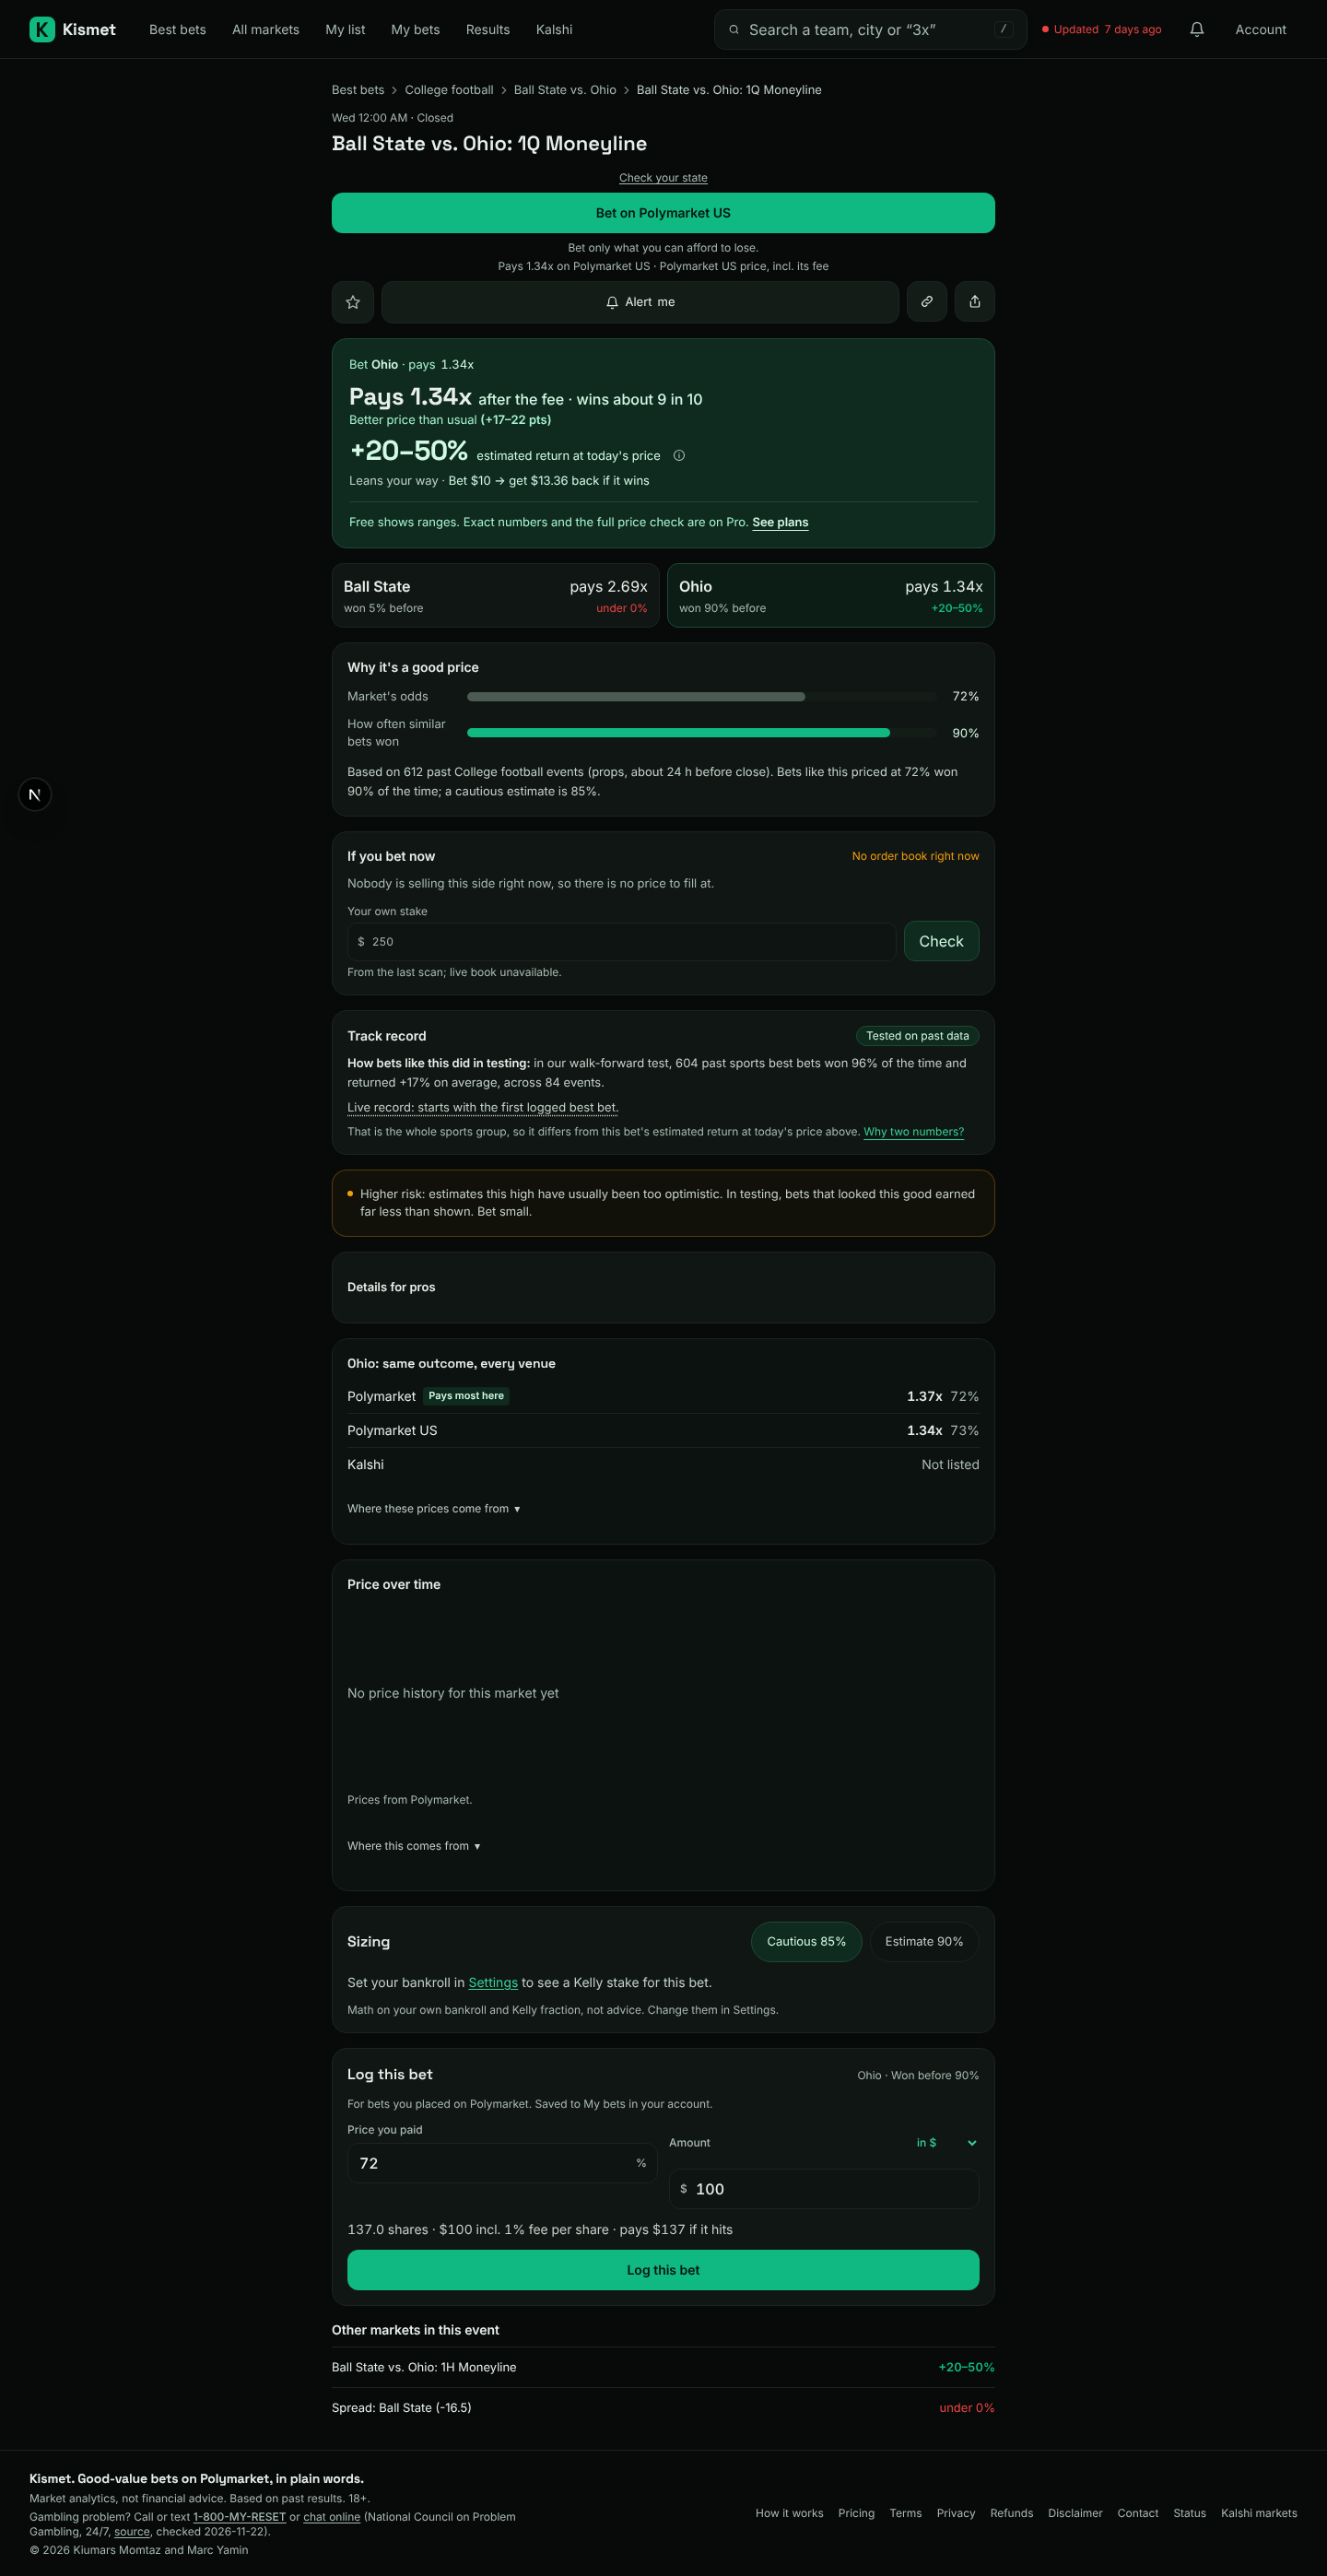 Kismet
Best bets
All markets
My list
My bets
Results
Kalshi
Search a team, city or “3x”
/
Updated 7 days ago
Account
Best bets > College football > Ball State vs. Ohio > Ball State vs. Ohio: 1Q Moneyline
Wed 12:00 AM · Closed
Ball State vs. Ohio: 1Q Moneyline
Check your state
Bet on Polymarket US
Bet only what you can afford to lose.
Pays 1.34x on Polymarket US · Polymarket US price, incl. its fee
Alert me
Bet Ohio · pays 1.34x
Pays 1.34x after the fee · wins about 9 in 10
Better price than usual (+17–22 pts)
+20–50% estimated return at today's price
Leans your way · Bet $10 → get $13.36 back if it wins
Free shows ranges. Exact numbers and the full price check are on Pro. See plans
Ball State pays 2.69x
won 5% before under 0%
Ohio pays 1.34x
won 90% before +20–50%
Why it's a good price
Market's odds 72%
How often similar
bets won 90%
Based on 612 past College football events (props, about 24 h before close). Bets like this priced at 72% won
90% of the time; a cautious estimate is 85%.
If you bet now No order book right now
Nobody is selling this side right now, so there is no price to fill at.
Your own stake
$ 250
Check
From the last scan; live book unavailable.
Track record Tested on past data
How bets like this did in testing: in our walk-forward test, 604 past sports best bets won 96% of the time and
returned +17% on average, across 84 events.
Live record: starts with the first logged best bet.
That is the whole sports group, so it differs from this bet's estimated return at today's price above. Why two numbers?
Higher risk: estimates this high have usually been too optimistic. In testing, bets that looked this good earned
far less than shown. Bet small.
Details for pros
Ohio: same outcome, every venue
Polymarket Pays most here 1.37x 72%
Polymarket US 1.34x 73%
Kalshi Not listed
Where these prices come from ▾
Price over time
No price history for this market yet
Prices from Polymarket.
Where this comes from ▾
Sizing Cautious 85% Estimate 90%
Set your bankroll in Settings to see a Kelly stake for this bet.
Math on your own bankroll and Kelly fraction, not advice. Change them in Settings.
Log this bet Ohio · Won before 90%
For bets you placed on Polymarket. Saved to My bets in your account.
Price you paid
72 %
Amount in $
$ 100
137.0 shares · $100 incl. 1% fee per share · pays $137 if it hits
Log this bet
Other markets in this event
Ball State vs. Ohio: 1H Moneyline +20–50%
Spread: Ball State (-16.5) under 0%
Kismet. Good-value bets on Polymarket, in plain words.
Market analytics, not financial advice. Based on past results. 18+.
Gambling problem? Call or text 1-800-MY-RESET or chat online (National Council on Problem
Gambling, 24/7, source, checked 2026-11-22).
© 2026 Kiumars Momtaz and Marc Yamin
How it works
Pricing
Terms
Privacy
Refunds
Disclaimer
Contact
Status
Kalshi markets